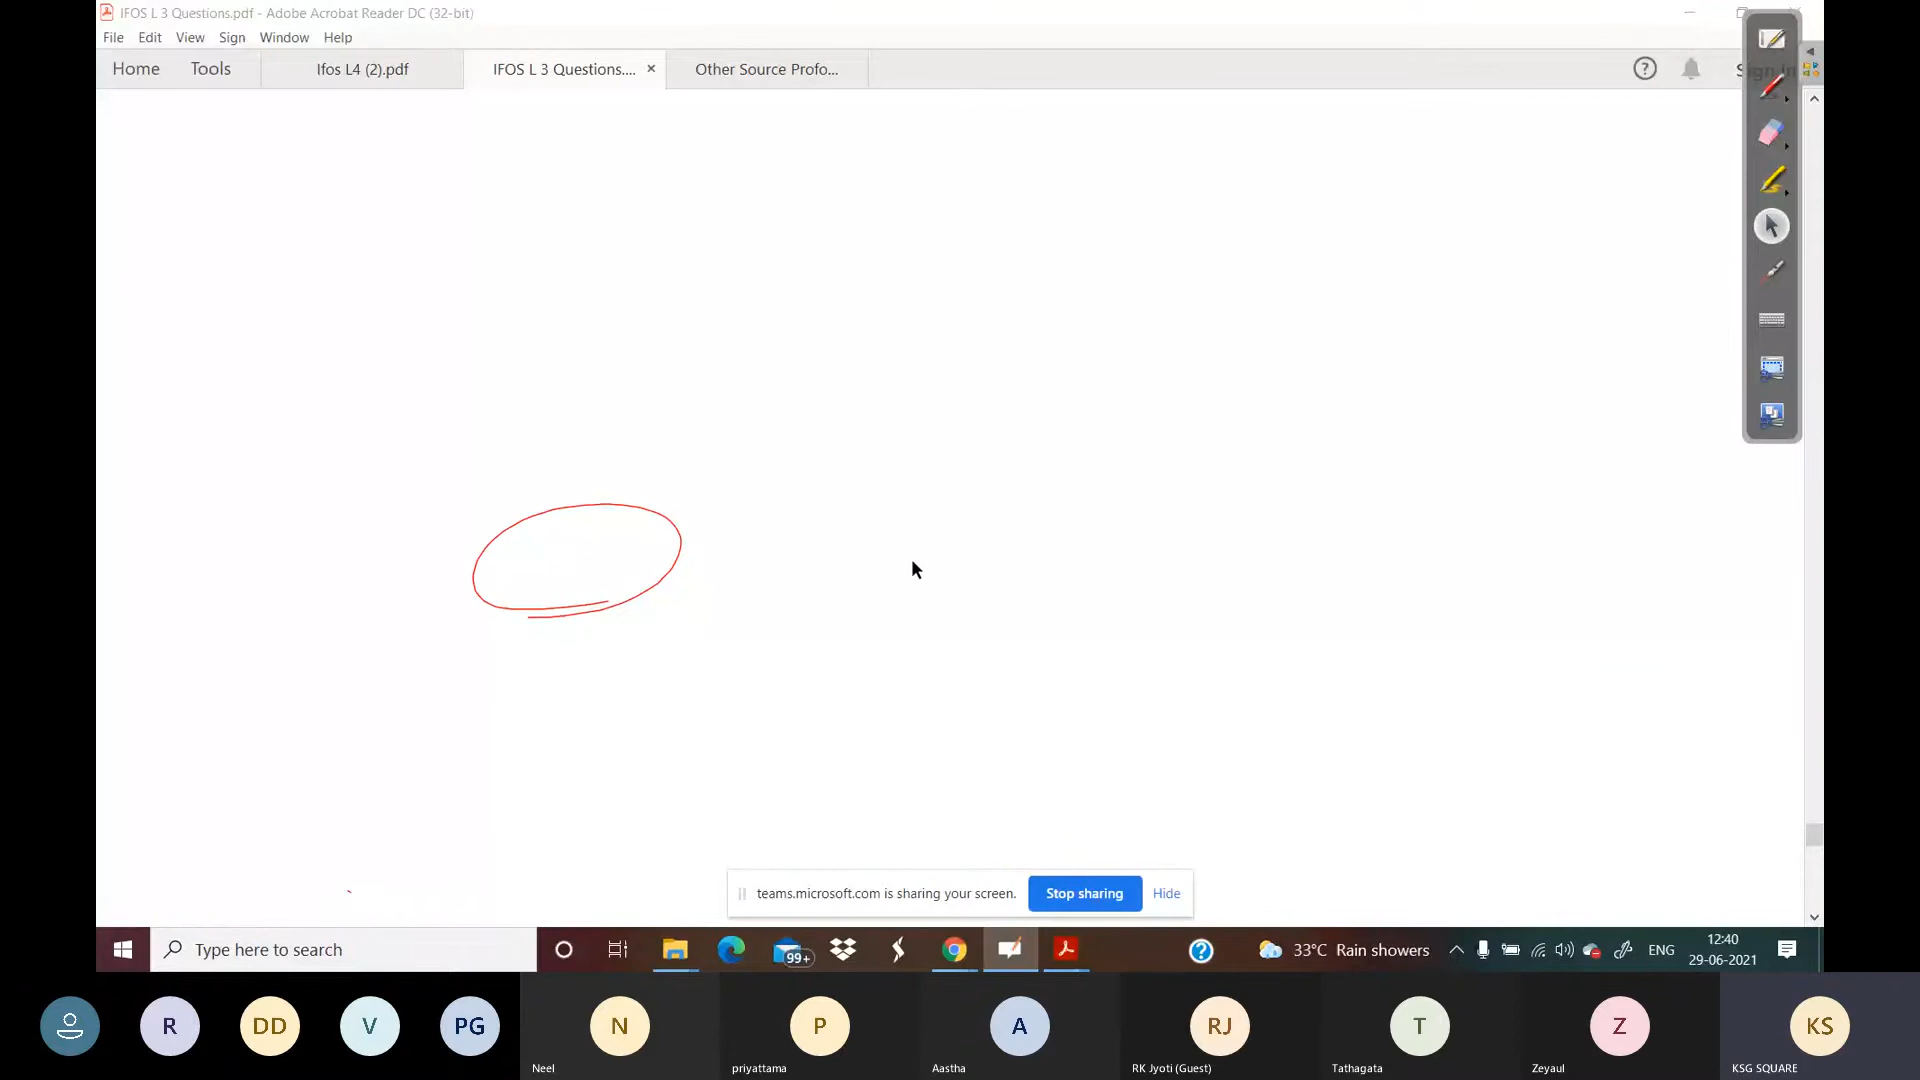 IFOS L 3 Questions.pdf - Adobe Acrobat Reader DC (32-bit)
File Edit View Sign Window Help
Home Tools Ifos L4 (2).pdf IFOS L 3 Questions.... × Other Source Profo... Sign In
teams.microsoft.com is sharing your screen. Stop sharing Hide
Type here to search 99+ 33°C Rain showers ENG 12:40
29-06-2021
R DD V PG N P A RJ T Z KS
Neel priyattama Aastha RK Jyoti (Guest) Tathagata Zeyaul KSG SQUARE